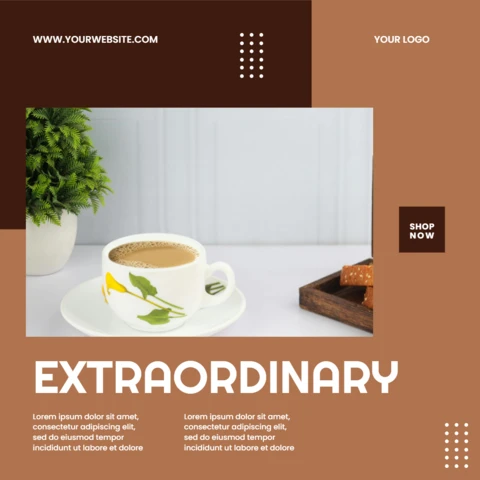 WWW.YOURWEBSITE.COM
YOUR LOGO
SHOP
NOW
EXTRAORDINARY
Lorem ipsum dolor sit amet,
consectetur adipiscing elit,
sed do eiusmod tempor
incididunt ut labore et dolore
Lorem ipsum dolor sit amet,
consectetur adipiscing elit,
sed do eiusmod tempor
incididunt ut labore et dolore